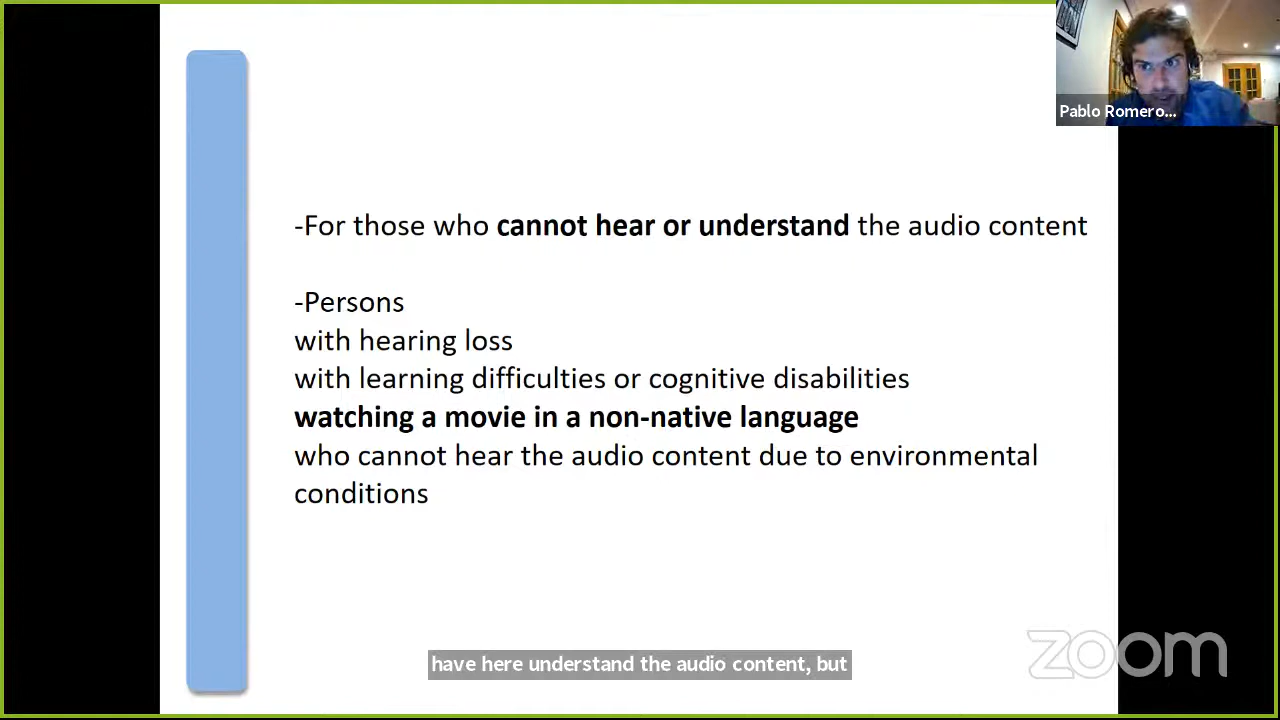 Pablo Romero...
-For those who cannot hear or understand the audio content
-Persons
with hearing loss
with learning difficulties or cognitive disabilities
watching a movie in a non-native language
who cannot hear the audio content due to environmental
conditions
have here understand the audio content, but
zoom